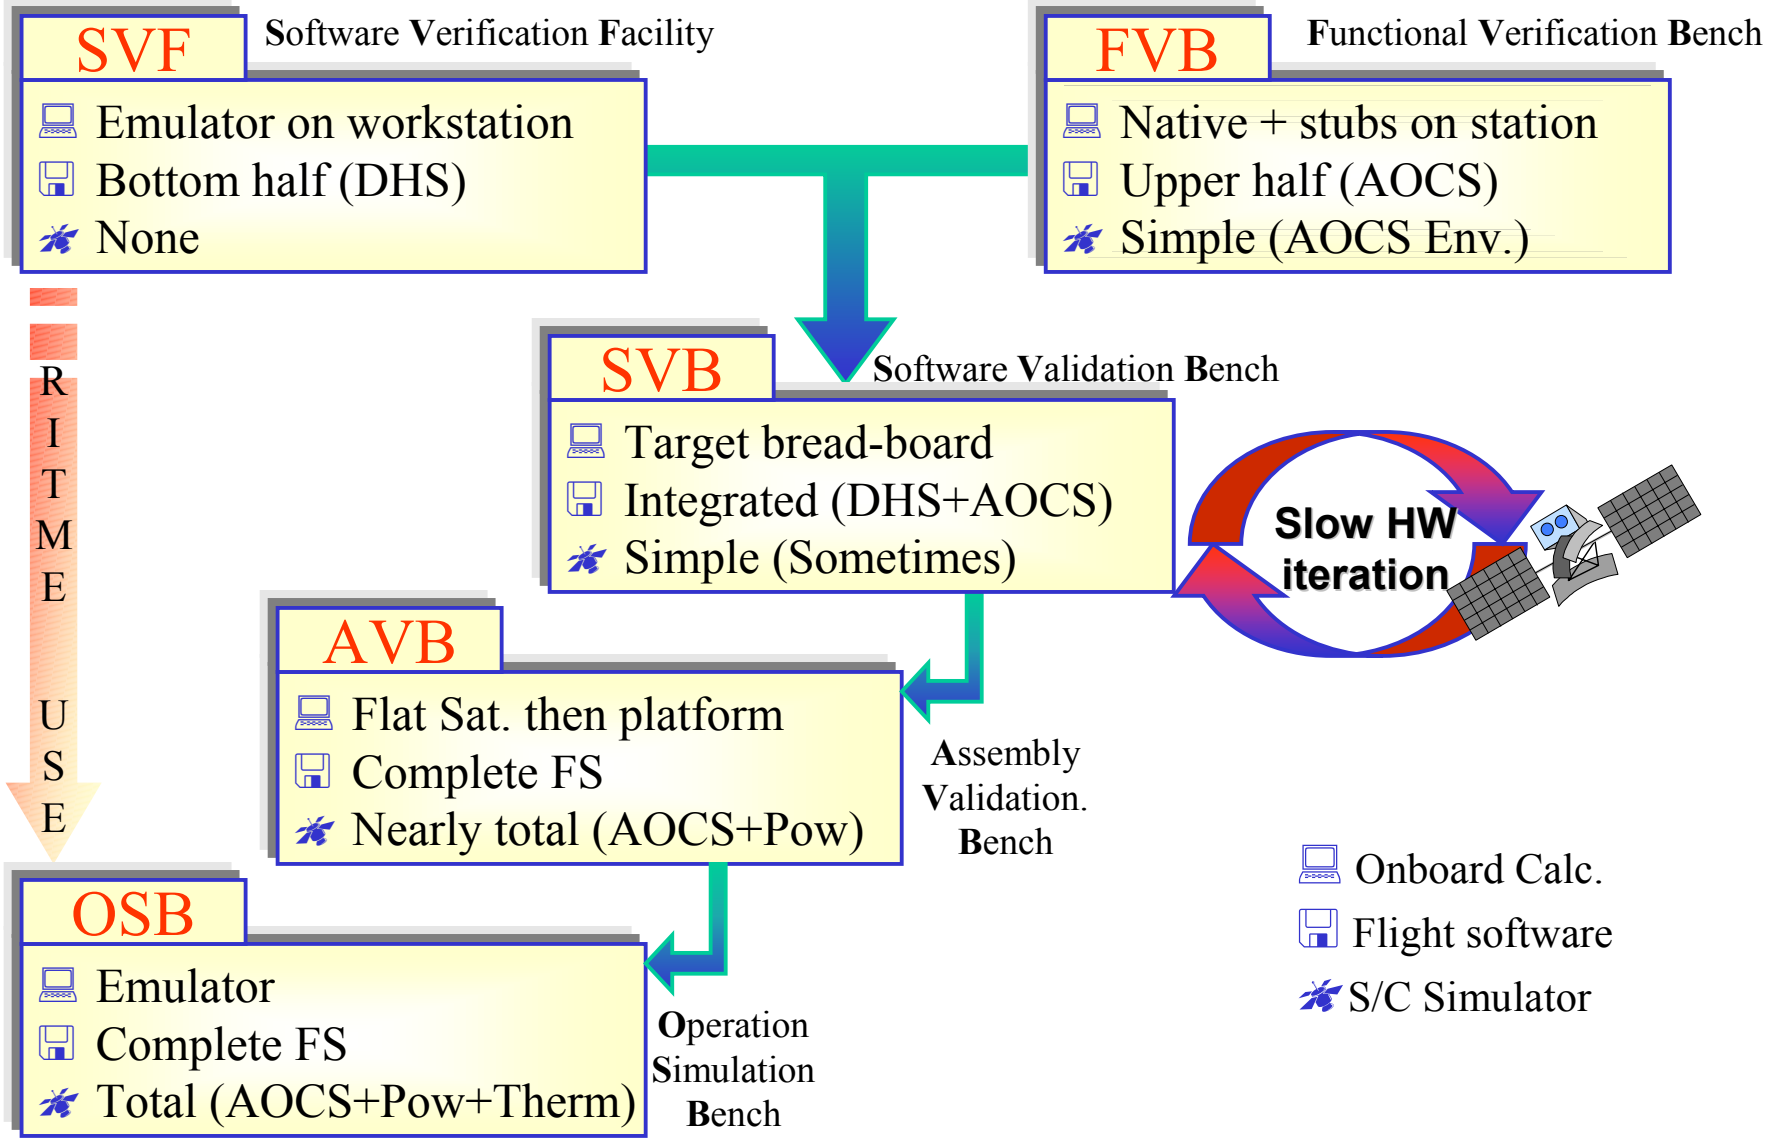 SVF
Software Verification Facility
Emulator on workstation
Bottom half (DHS)
None
FVB
Functional Verification Bench
Native + stubs on station
Upper half (AOCS)
Simple (AOCS Env.)
SVB
Software Validation Bench
Target bread-board
Integrated (DHS+AOCS)
Simple (Sometimes)
Slow HW
iteration
RITME USE
AVB
Flat Sat. then platform
Complete FS
Nearly total (AOCS+Pow)
Assembly
Validation.
Bench
OSB
Emulator
Complete FS
Total (AOCS+Pow+Therm)
Operation
Simulation
Bench
Onboard Calc.
Flight software
S/C Simulator